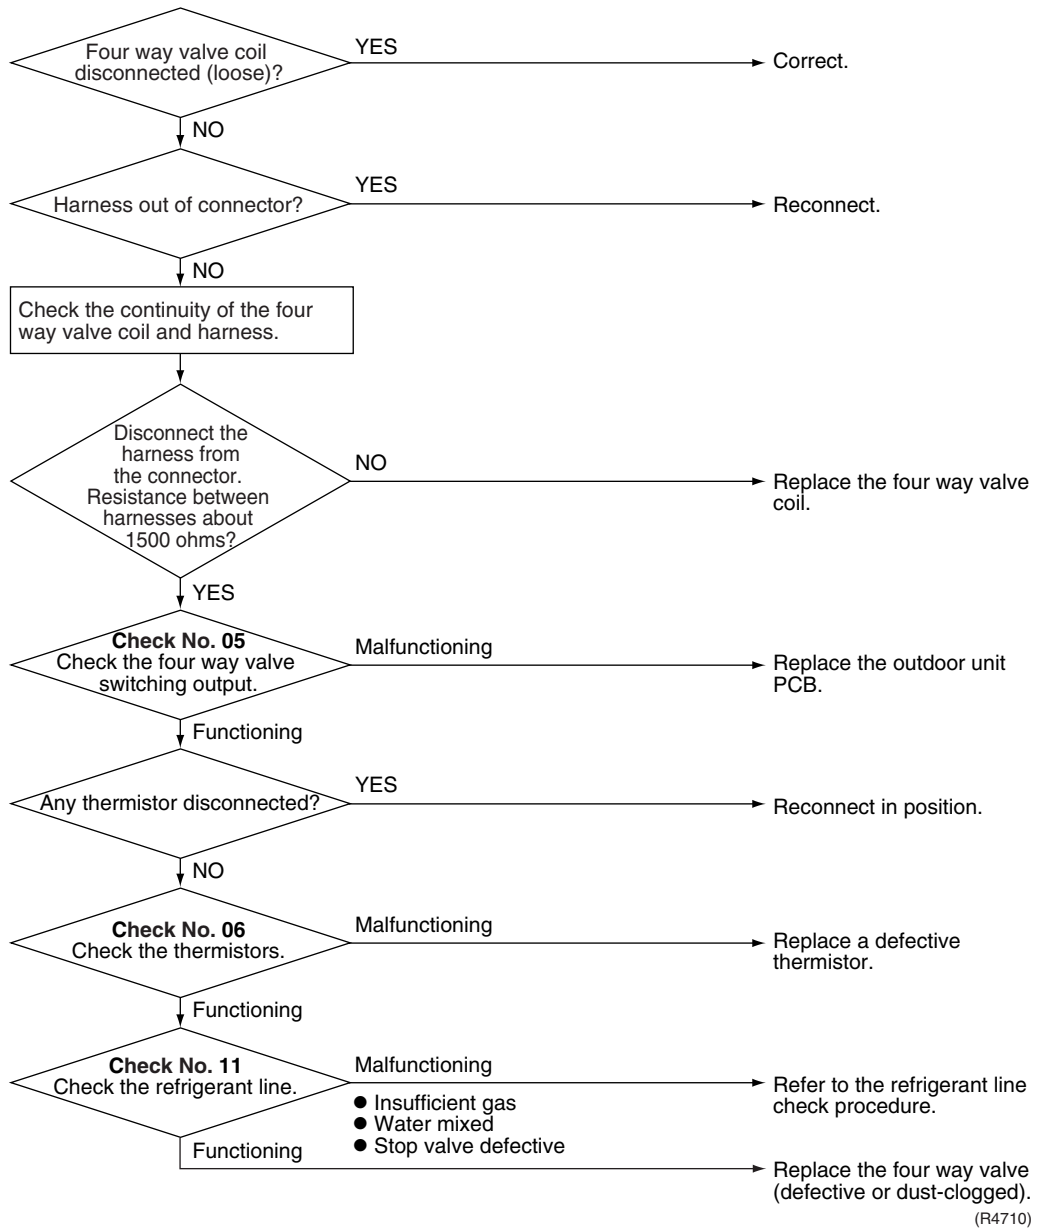 Four way valve coil
disconnected (loose)?
YES
Correct.
NO
Harness out of connector?
YES
Reconnect.
NO
Check the continuity of the four
way valve coil and harness.
Disconnect the
harness from
the connector.
Resistance between
harnesses about
1500 ohms?
NO
Replace the four way valve
coil.
YES
Check No. 05
Check the four way valve
switching output.
Malfunctioning
Replace the outdoor unit
PCB.
Functioning
Any thermistor disconnected?
YES
Reconnect in position.
NO
Check No. 06
Check the thermistors.
Malfunctioning
Replace a defective
thermistor.
Functioning
Check No. 11
Check the refrigerant line.
Malfunctioning
● Insufficient gas
● Water mixed
● Stop valve defective
Refer to the refrigerant line
check procedure.
Functioning
Replace the four way valve
(defective or dust-clogged).
(R4710)